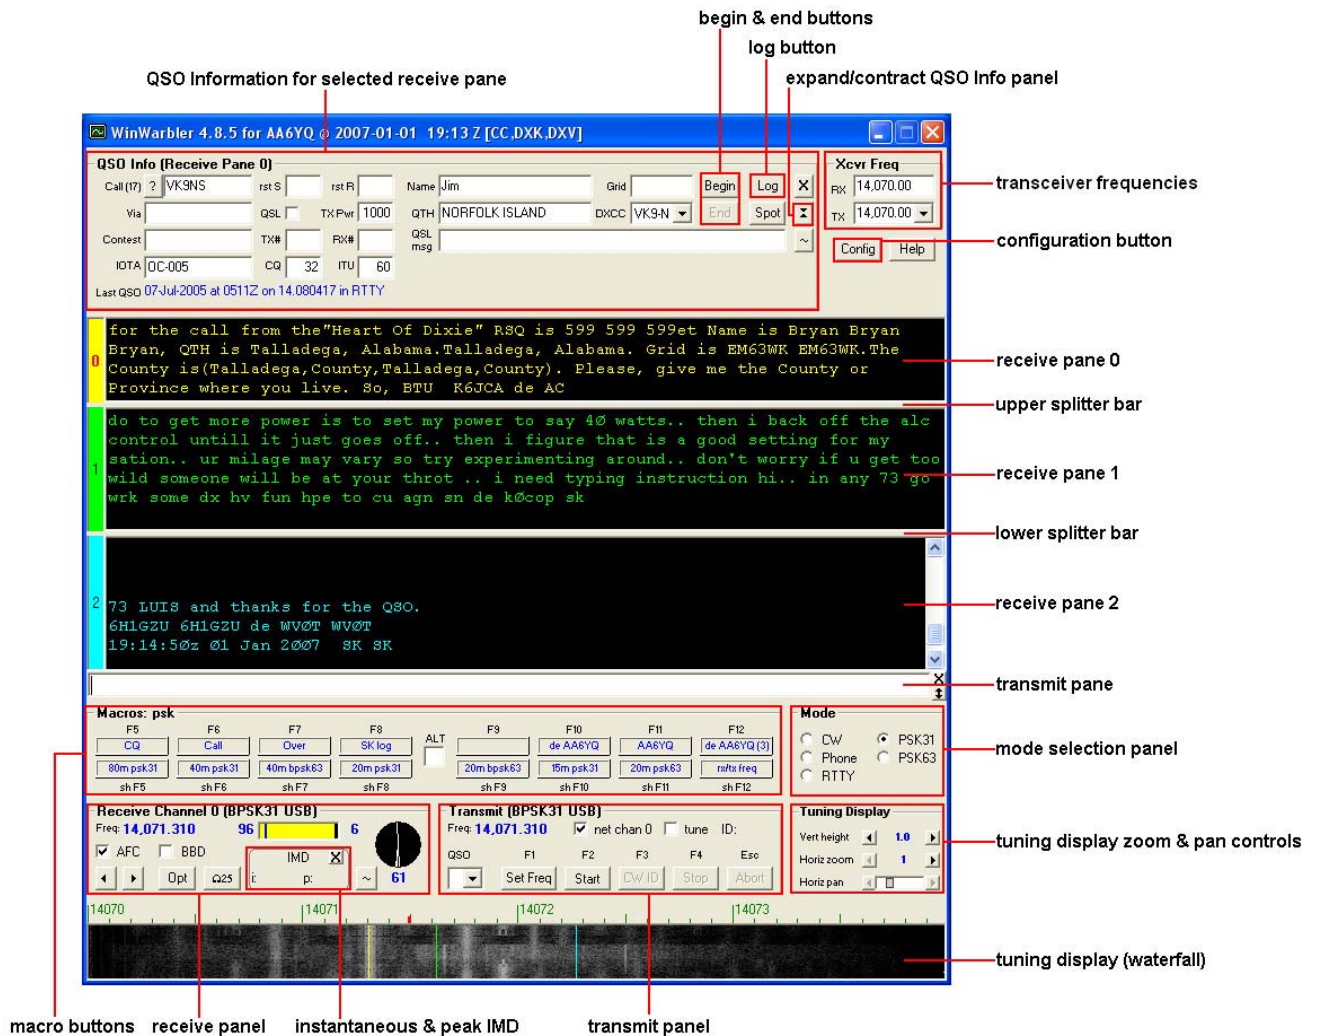 begin & end buttons
log button
QSO Information for selected receive pane
expand/contract QSO Info panel
WinWarbler 4.8.5 for AA6YQ @ 2007-01-01 19:13 Z [CC,DXK,DXV]
QSO Info (Receive Pane 0)
Call (17) ? VK9NS rst S rst R Name Jim Grid Begin Log X
Via QSL TX Pwr 1000 QTH NORFOLK ISLAND DXCC VK9-N End Spot
Contest TX# RX# QSL msg ~
IOTA OC-005 CQ 32 ITU 60
Last QSO 07-Jul-2005 at 0511Z on 14.080417 in RTTY
Xcvr Freq
RX 14,070.00
TX 14,070.00
Config Help
transceiver frequencies
configuration button
0
for the call from the"Heart Of Dixie" RSQ is 599 599 599et Name is Bryan Bryan
Bryan, QTH is Talladega, Alabama.Talladega, Alabama. Grid is EM63WK EM63WK.The
County is(Talladega,County,Talladega,County). Please, give me the County or
Province where you live. So, BTU K6JCA de AC
receive pane 0
upper splitter bar
1
do to get more power is to set my power to say 4Ø watts.. then i back off the alc
control untill it just goes off.. then i figure that is a good setting for my
sation.. ur milage may vary so try experimenting around.. don't worry if u get too
wild someone will be at your throt .. i need typing instruction hi.. in any 73 go
wrk some dx hv fun hpe to cu agn sn de kØcop sk
receive pane 1
lower splitter bar
2
73 LUIS and thanks for the QSO.
6H1GZU 6H1GZU de WVØT WVØT
19:14:5Øz Ø1 Jan 2ØØ7 SK SK
receive pane 2
transmit pane
X
Macros: psk
F5 F6 F7 F8 ALT F9 F10 F11 F12
CQ Call Over SK log de AA6YQ AA6YQ de AA6YQ (3)
80m psk31 40m psk31 40m bpsk63 20m psk31 20m bpsk63 15m psk31 20m psk63 rx/tx freq
sh F5 sh F6 sh F7 sh F8 sh F9 sh F10 sh F11 sh F12
Mode
CW PSK31
Phone PSK63
RTTY
mode selection panel
Receive Channel 0 (BPSK31 USB)
Freq: 14,071.310 96 6
AFC BBD IMD X
Opt Ω25 i: p: ~ 61
Transmit (BPSK31 USB)
Freq: 14,071.310 net chan 0 tune ID:
QSO F1 F2 F3 F4 Esc
Set Freq Start CW ID Stop Abort
Tuning Display
Vert height 1.0
Horiz zoom 1
Horiz pan
tuning display zoom & pan controls
14070 14071 14072 14073
tuning display (waterfall)
macro buttons
receive panel
instantaneous & peak IMD
transmit panel